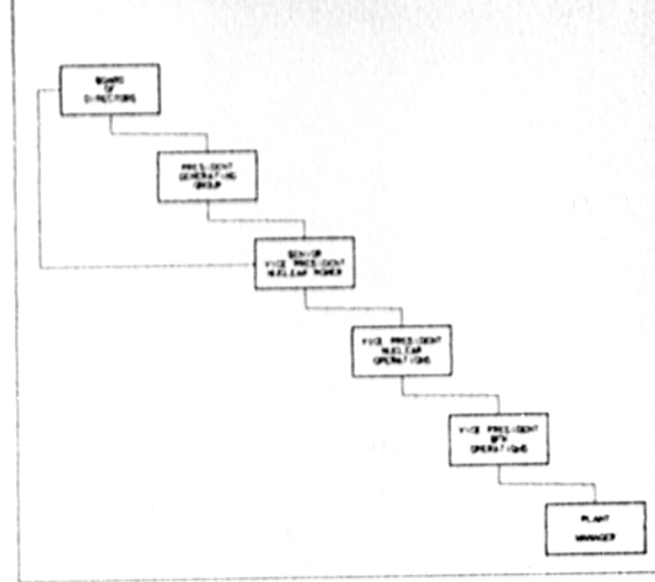 BOARD
OF
DIRECTORS
PRESIDENT
GENERATING
GROUP
SENIOR
VICE PRESIDENT
NUCLEAR POWER
VICE PRESIDENT
NUCLEAR
OPERATIONS
VICE PRESIDENT
BFN
OPERATIONS
PLANT
MANAGER